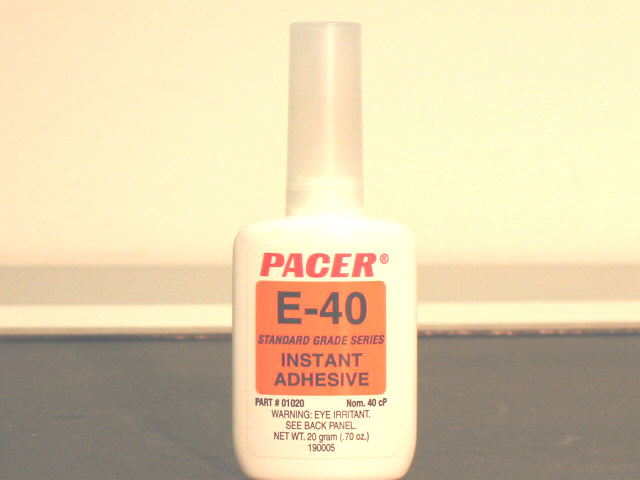 PACER®
E-40
STANDARD GRADE SERIES
INSTANT
ADHESIVE
PART # 01020 Nom. 40 cP
WARNING: EYE IRRITANT.
SEE BACK PANEL.
NET WT. 20 gram (.70 oz.)
190005